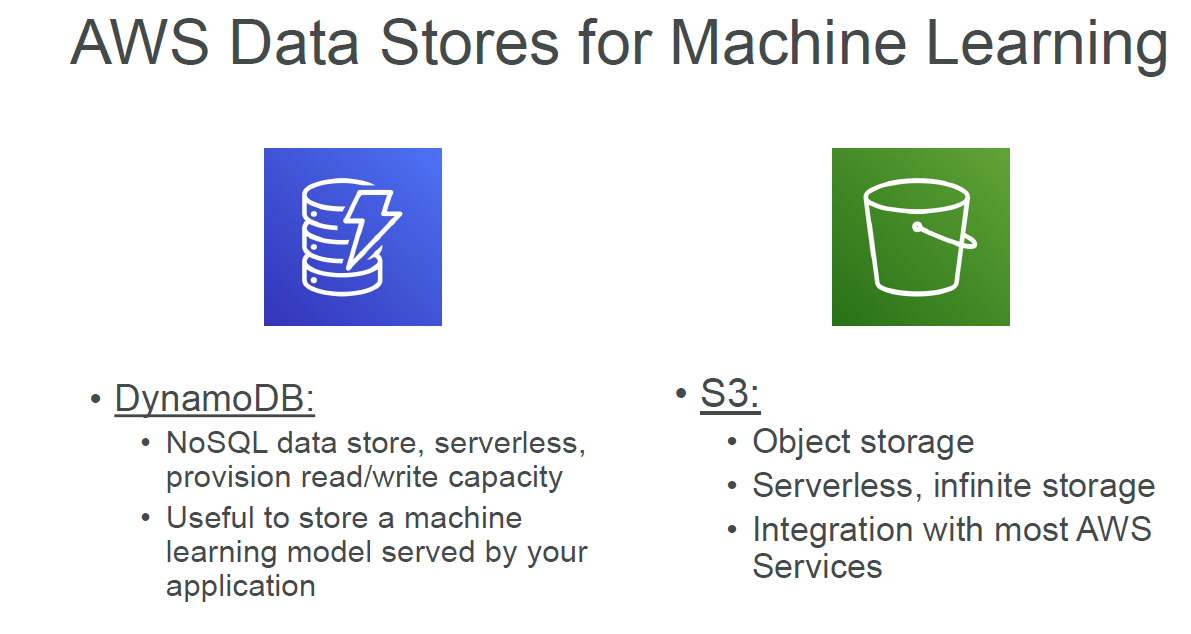 AWS Data Stores for Machine Learning
• DynamoDB:
• NoSQL data store, serverless,
provision read/write capacity
• Useful to store a machine
learning model served by your
application
• S3:
• Object storage
• Serverless, infinite storage
• Integration with most AWS
Services